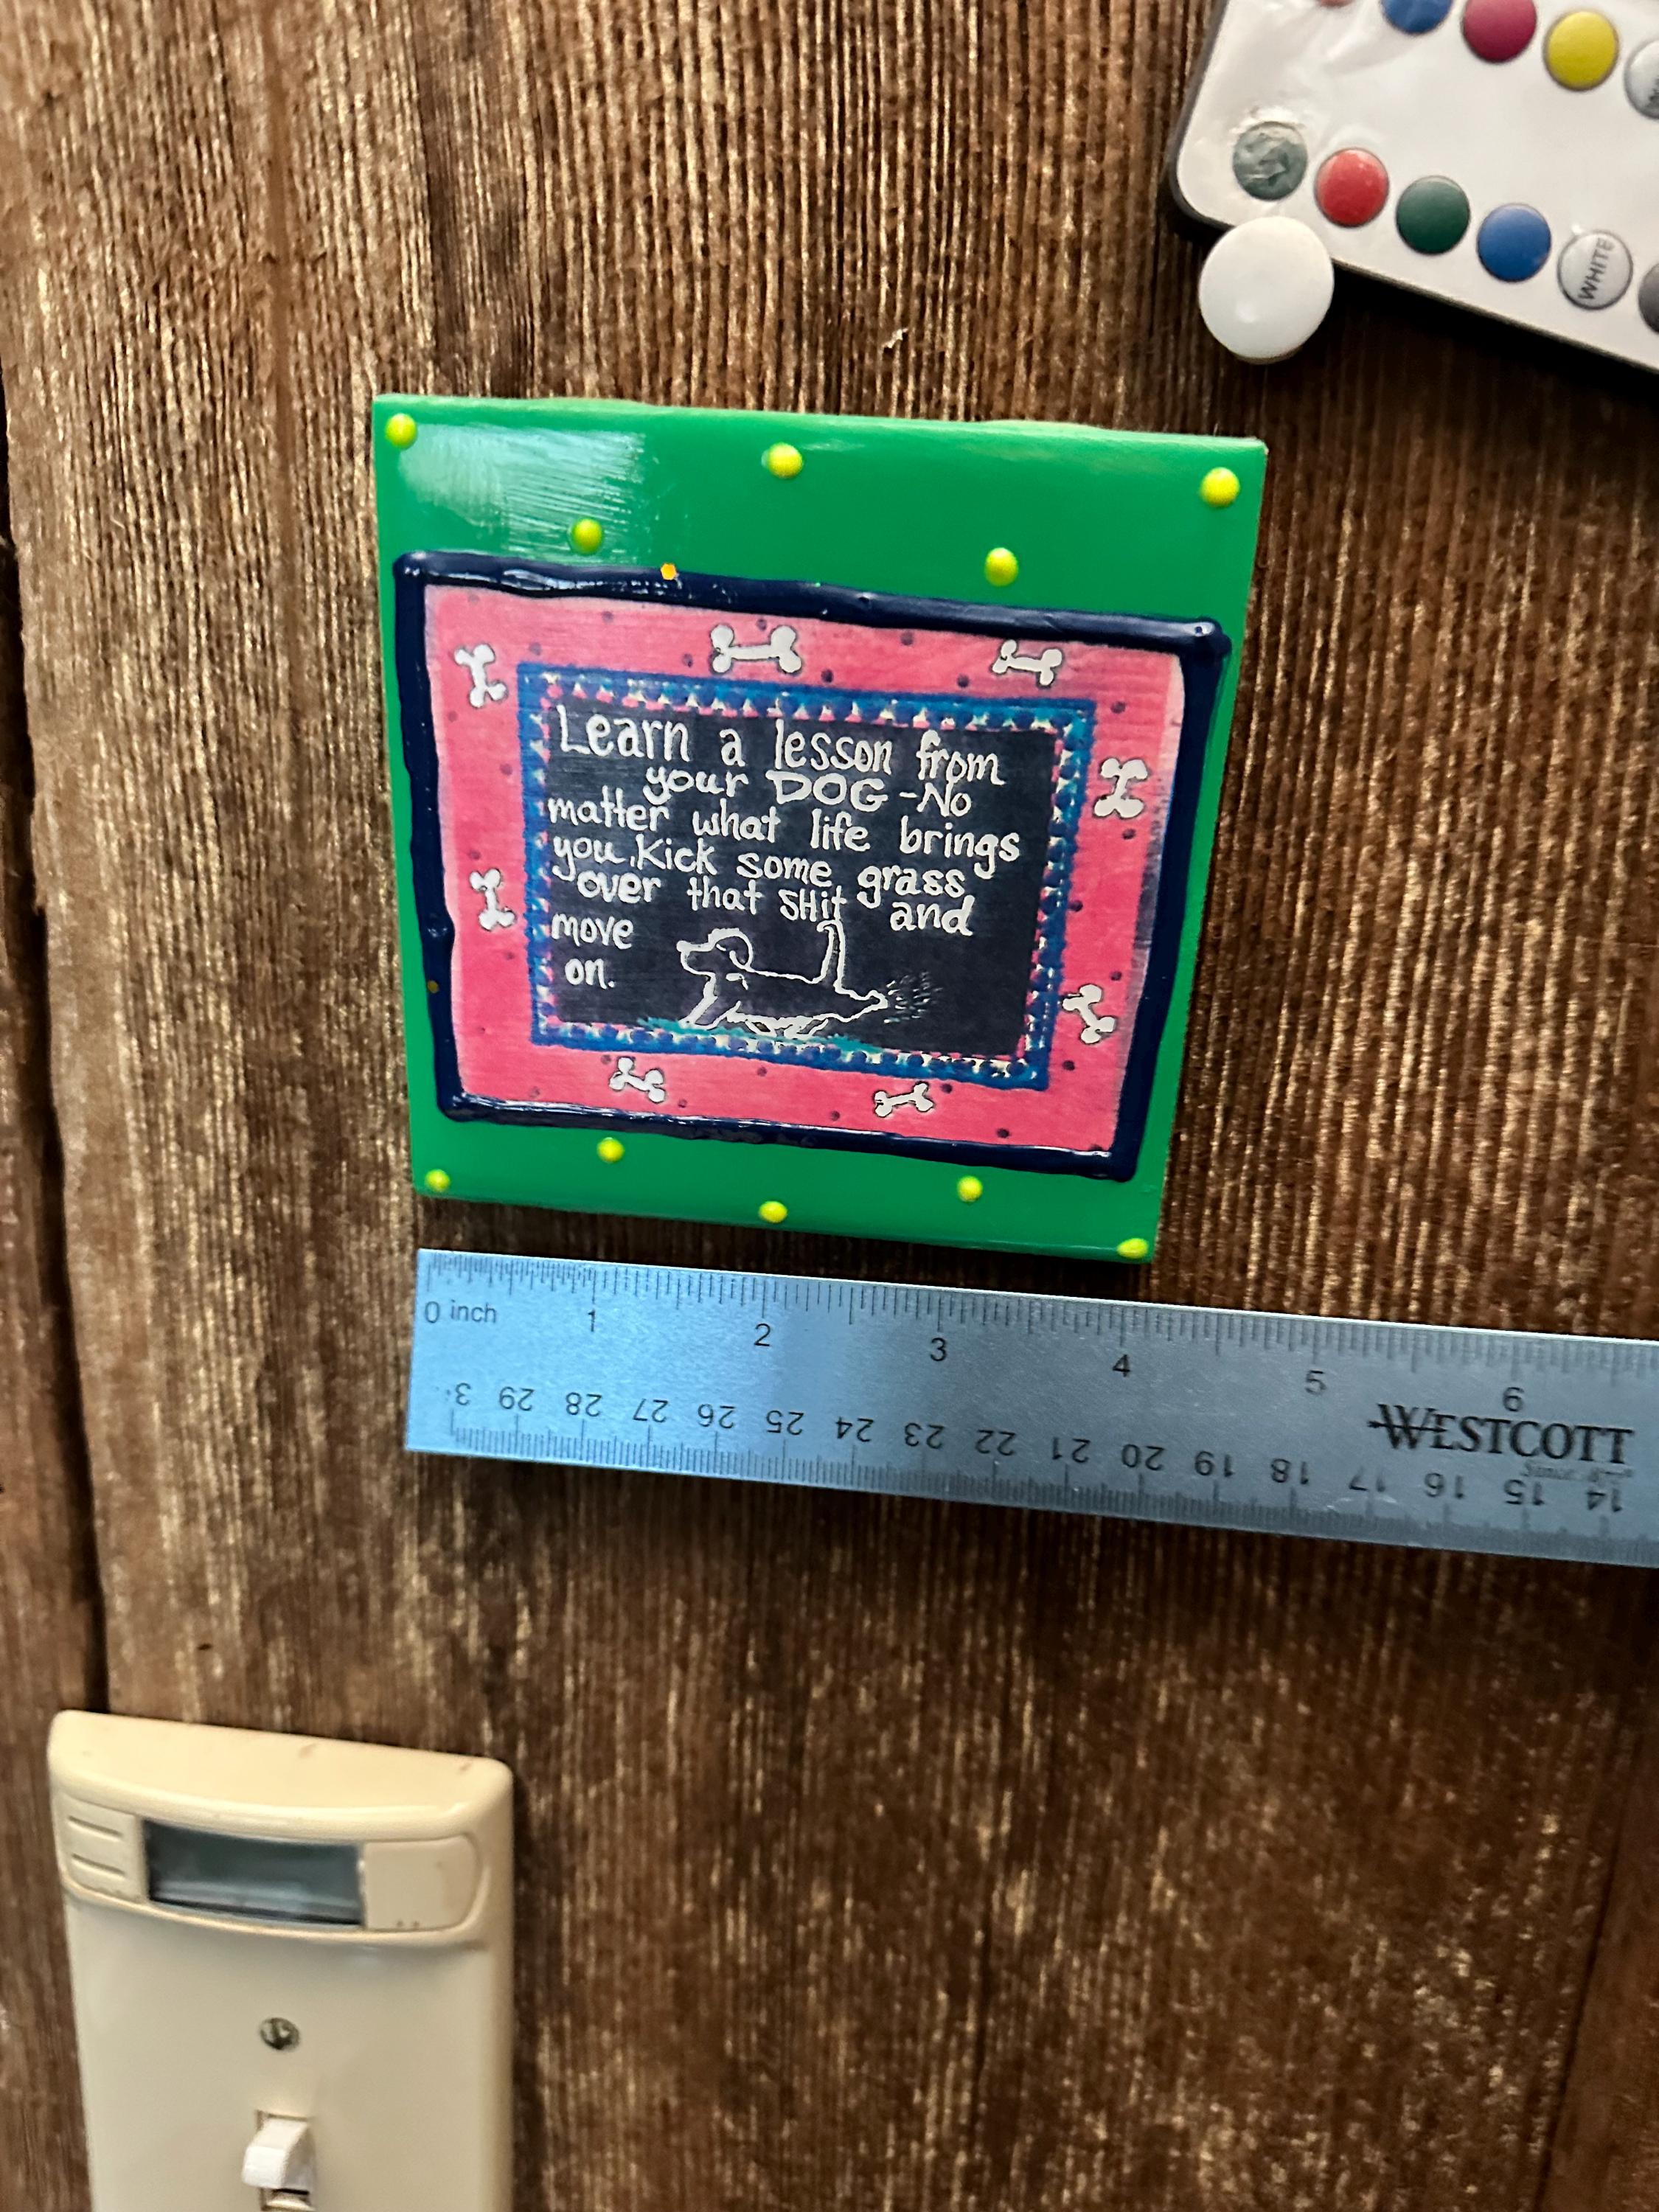 WHITE
Learn a lesson from
your DOG -No
matter what life brings
you, Kick some grass
over that SHit and
move
on.
0 inch 1 2 3 4 5 6
WESTCOTT
3 29 28 27 26 25 24 23 22 21 20 19 18 17 16 15 14